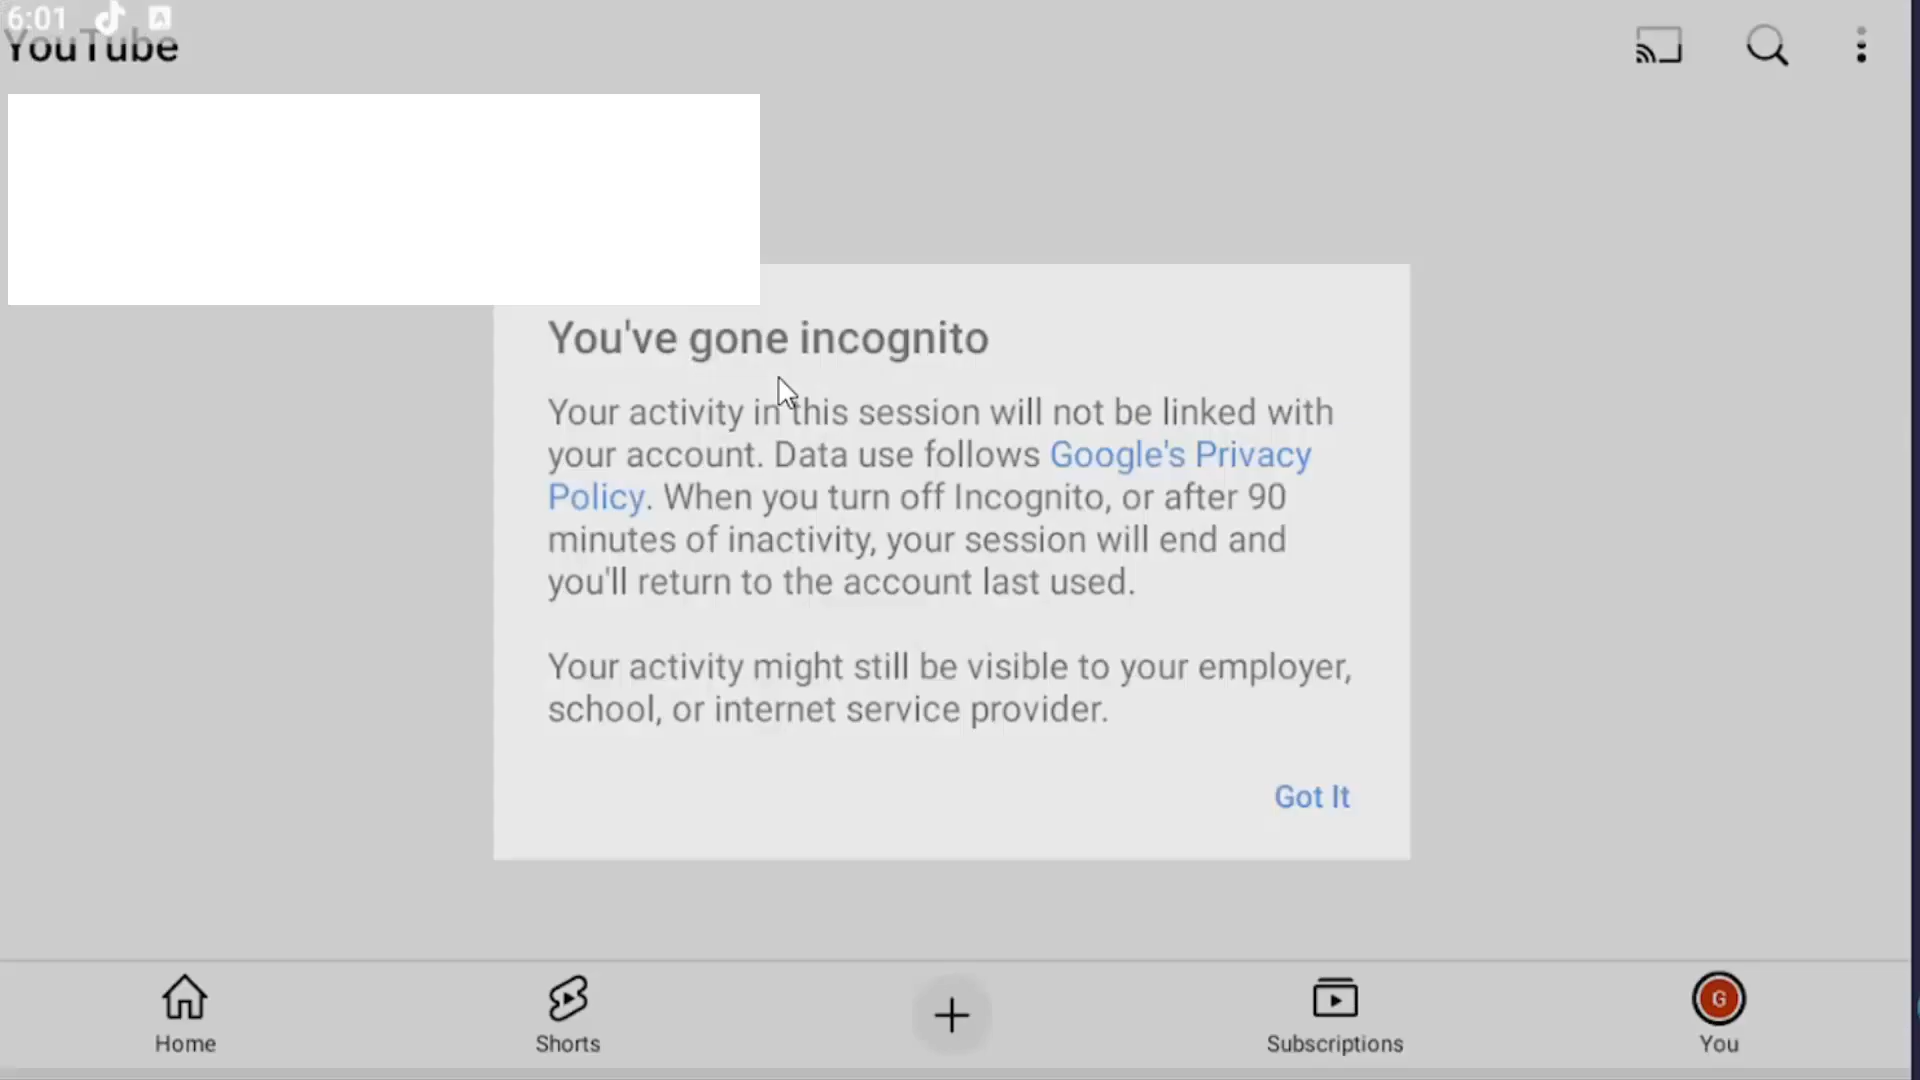 6:01
YouTube
You've gone incognito
Your activity in this session will not be linked with
your account. Data use follows Google's Privacy
Policy. When you turn off Incognito, or after 90
minutes of inactivity, your session will end and
you'll return to the account last used.
Your activity might still be visible to your employer,
school, or internet service provider.
Got It
Home
Shorts
Subscriptions
G
You